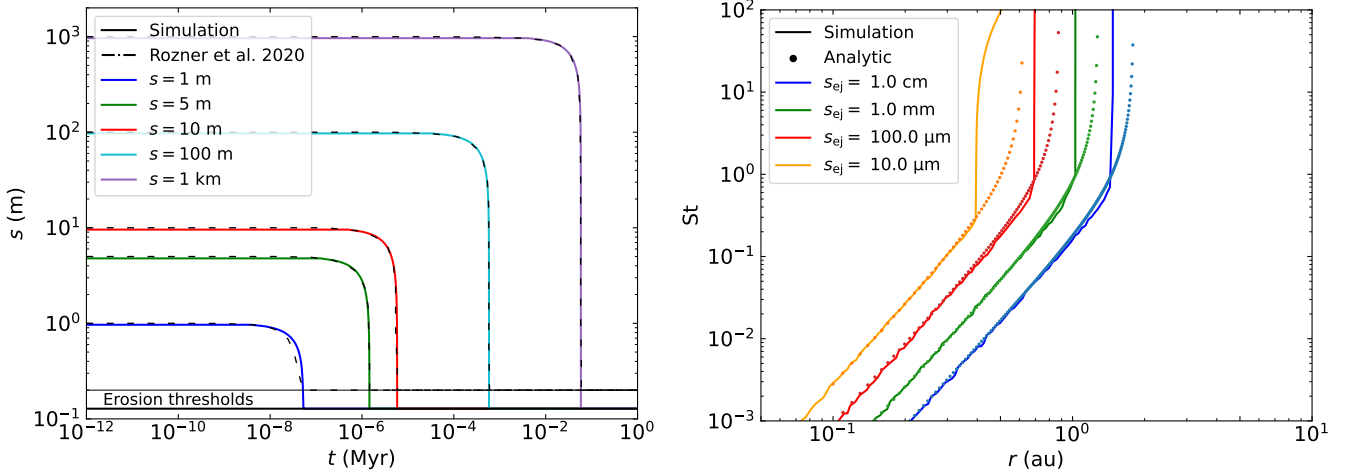 10³
10²
10¹
10⁰
10⁻¹
s (m)
Simulation
Rozner et al. 2020
s = 1 m
s = 5 m
s = 10 m
s = 100 m
s = 1 km
Erosion thresholds
10⁻¹² 10⁻¹⁰ 10⁻⁸ 10⁻⁶ 10⁻⁴ 10⁻² 10⁰
t (Myr)
10²
10¹
10⁰
10⁻¹
10⁻²
10⁻³
St
Simulation
Analytic
s_ej = 1.0 cm
s_ej = 1.0 mm
s_ej = 100.0 μm
s_ej = 10.0 μm
10⁻¹ 10⁰ 10¹
r (au)